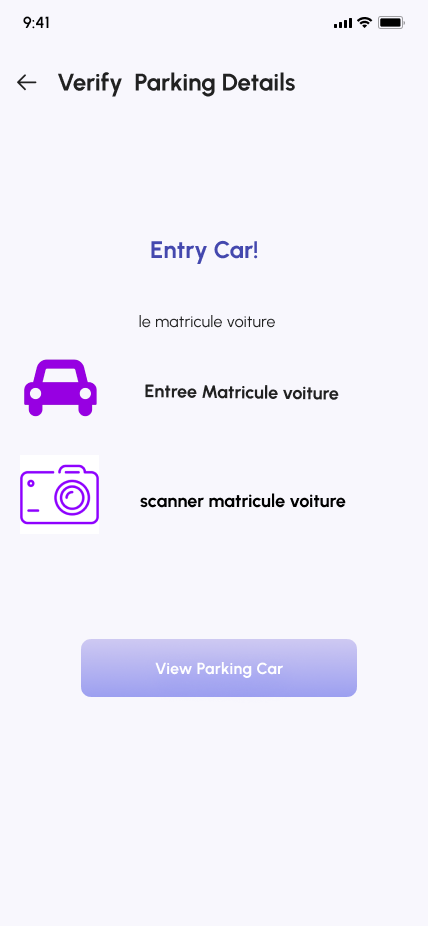 9:41
Verify Parking Details
Entry Car!
le matricule voiture
Entree Matricule voiture
scanner matricule voiture
View Parking Car